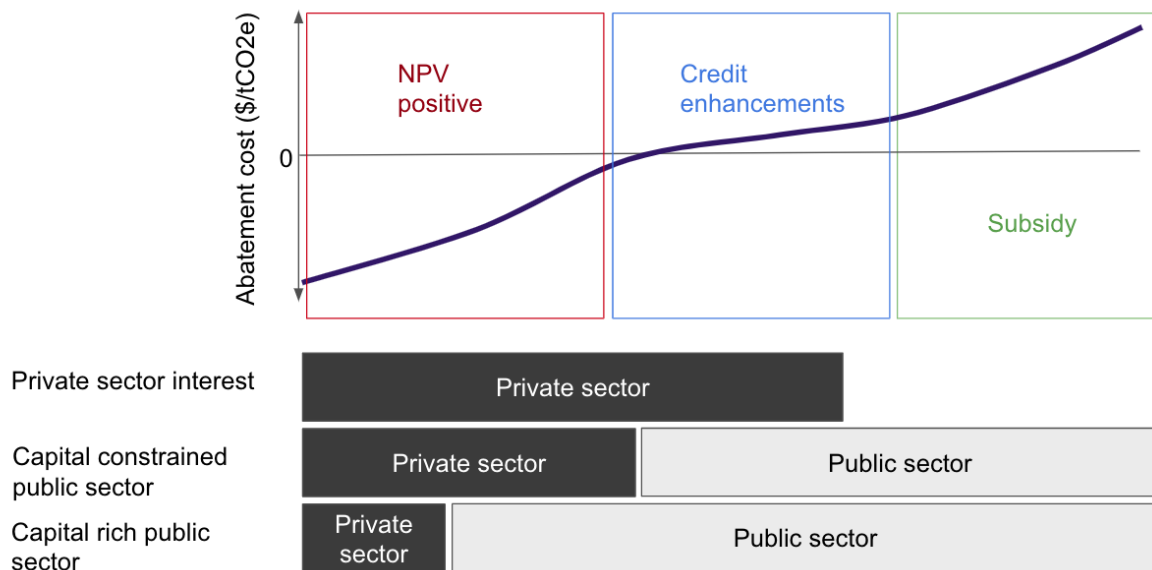 Abatement cost ($/tCO2e)
0
NPV
positive
Credit
enhancements
Subsidy
Private sector interest
Private sector
Capital constrained
public sector
Private sector
Public sector
Capital rich public
sector
Private
sector
Public sector